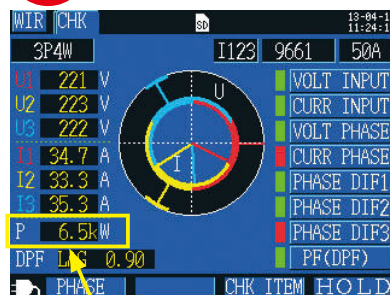 WIR CHK SD 13-04-1
11:24:1
3P4W I123 9661 50A
U1 221 V U VOLT INPUT
U2 223 V CURR INPUT
U3 222 V VOLT PHASE
I1 34.7 A CURR PHASE
I2 33.3 A I PHASE DIF1
I3 35.3 A PHASE DIF2
P 6.5kW PHASE DIF3
DPF LAG 0.90 PF(DPF)
PHASE CHK ITEM HOLD